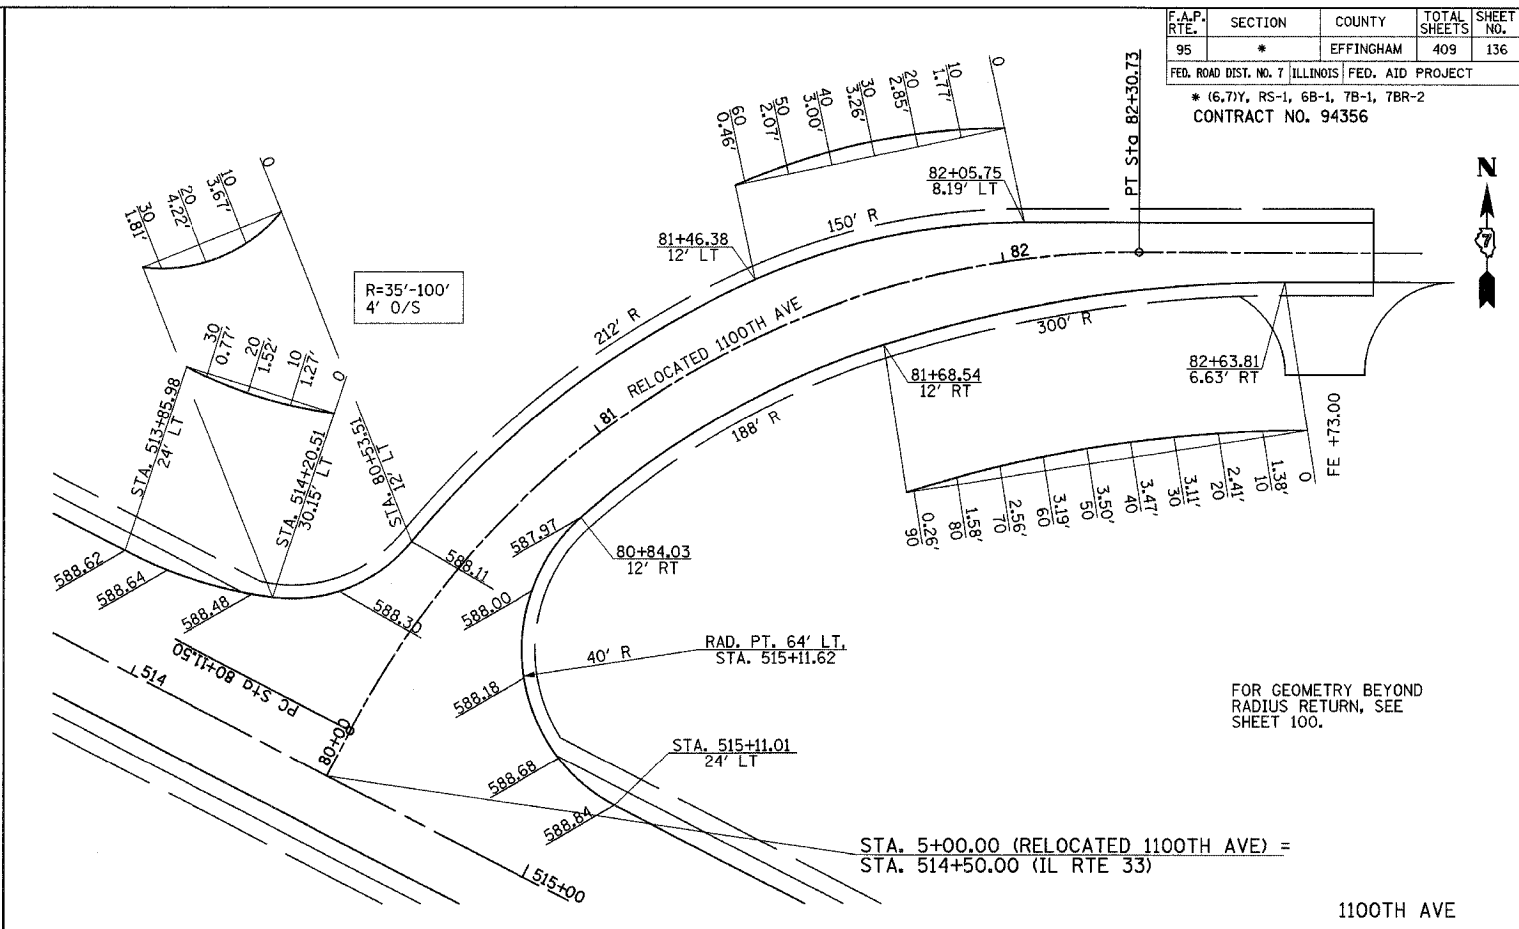 F.A.P. RTE. SECTION COUNTY TOTAL SHEETS SHEET NO.
95 * EFFINGHAM 409 136
FED. ROAD DIST. NO. 7 ILLINOIS FED. AID PROJECT
* (6,7)Y, RS-1, 6B-1, 7B-1, 7BR-2
CONTRACT NO. 94356
N
7
PT Sta 82+30.73
0
10
1.77'
20
2.85'
30
3.26'
40
3.00'
50
2.07'
60
0.46'
0
10
3.67'
20
4.22'
30
1.81'
R=35'-100'
4' O/S
82+05.75
8.19' LT
81+46.38
12' LT
150' R
82
212' R
RELOCATED 1100TH AVE
81
300' R
188' R
81+68.54
12' RT
82+63.81
6.63' RT
FE +73.00
30
0.77'
20
1.52'
10
1.27'
0
STA. 513+85.98
24' LT
STA. 514+20.51
30.15' LT
STA. 80+53.51
12' LT
0
1.38'
10
2.41'
20
3.11'
30
3.47'
40
3.50'
50
3.19'
60
2.56'
70
1.58'
80
0.26'
90
587.97
80+84.03
12' RT
588.62
588.64
588.48
588.30
588.11
588.00
40' R
RAD. PT. 64' LT,
STA. 515+11.62
588.18
514
PC Sta 80+11.50
80+00
STA. 515+11.01
24' LT
588.68
588.84
515+00
FOR GEOMETRY BEYOND
RADIUS RETURN, SEE
SHEET 100.
STA. 5+00.00 (RELOCATED 1100TH AVE) =
STA. 514+50.00 (IL RTE 33)
1100TH AVE